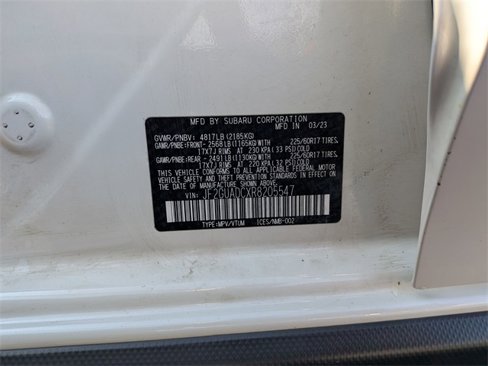 MFD BY SUBARU CORPORATION
MFD IN 03/23
GVWR/PNBV: 4817LB (2185KG)
GAWR/PNBE:FRONT- 2568LB (1165KG) 225/60R17 TIRES
17X7J RIMS AT 230 KPA (33 PSI) COLD
GAWR/PNBE:REAR - 2491LB (1130KG) 225/60R17 TIRES
17X7J RIMS AT 220 KPA (32 PSI) COLD
THIS VEHICLE CONFORMS TO ALL APPLICABLE FEDERAL MOTOR
VEHICLE SAFETY AND THEFT PREVENTION STANDARDS IN
EFFECT ON THE DATE OF MANUFACTURE SHOWN ABOVE.
VIN: JF2GUADCXR8205547
TYPE:MPV/VTUM ICES/NMB-002